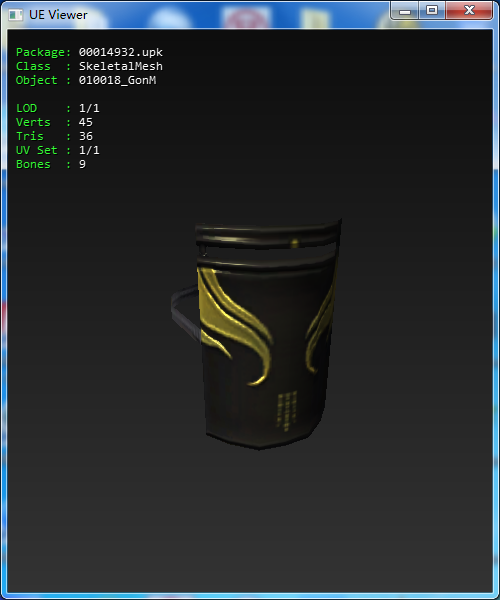 UE Viewer
Package: 00014932.upk
Class : SkeletalMesh
Object : 010018_GonM
LOD : 1/1
Verts : 45
Tris : 36
UV Set : 1/1
Bones : 9